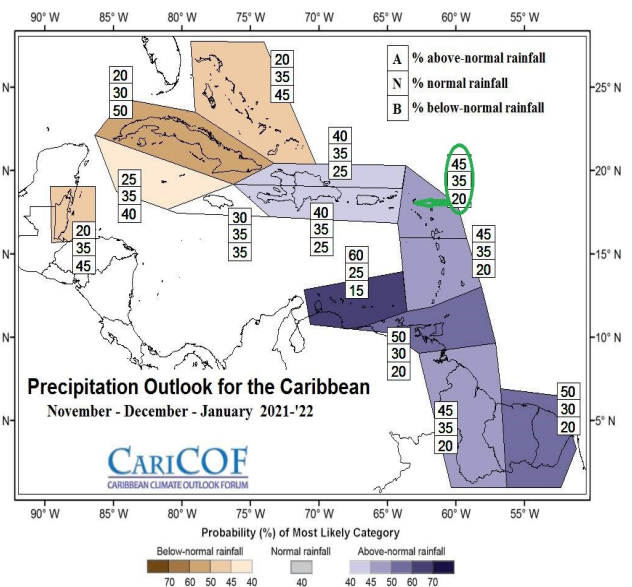 90° W 85° W 80° W 75° W 70° W 65° W 60° W 55° W
A % above-normal rainfall
N % normal rainfall
B % below-normal rainfall
N 25° N
20
35
45
20
30
50
40
35
25
N 20° N
45
35
20
25
35
40
30
35
35
40
35
25
20
35
45
N 15° N
45
35
20
60
25
15
N 10° N
50
30
20
Precipitation Outlook for the Caribbean
November - December - January 2021-'22
50
30
20
45
35
20
N 5° N
CARICOF
CARIBBEAN CLIMATE OUTLOOK FORUM
90° W 85° W 80° W 75° W 70° W 65° W 60° W 55° W
Probability (%) of Most Likely Category
Below-normal rainfall Normal rainfall Above-normal rainfall
70 60 50 45 40 40 40 45 50 60 70